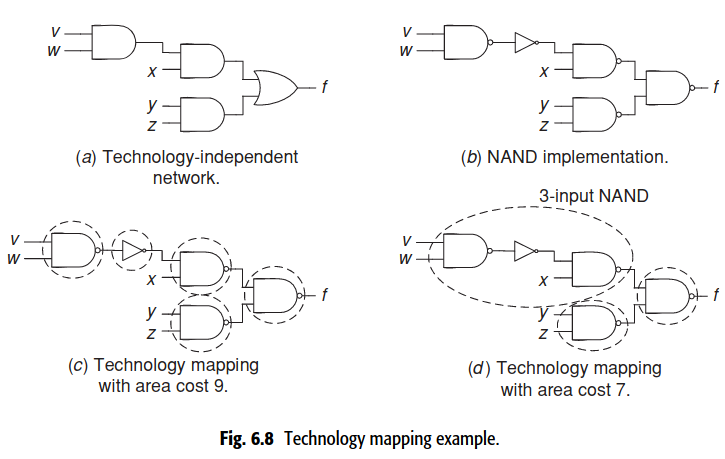 V
W
x
y
z
f
(a) Technology-independent
network.
V
W
x
y
z
f
(b) NAND implementation.
V
W
x
y
z
f
(c) Technology mapping
with area cost 9.
3-input NAND
V
W
x
y
z
f
(d) Technology mapping
with area cost 7.
Fig. 6.8 Technology mapping example.